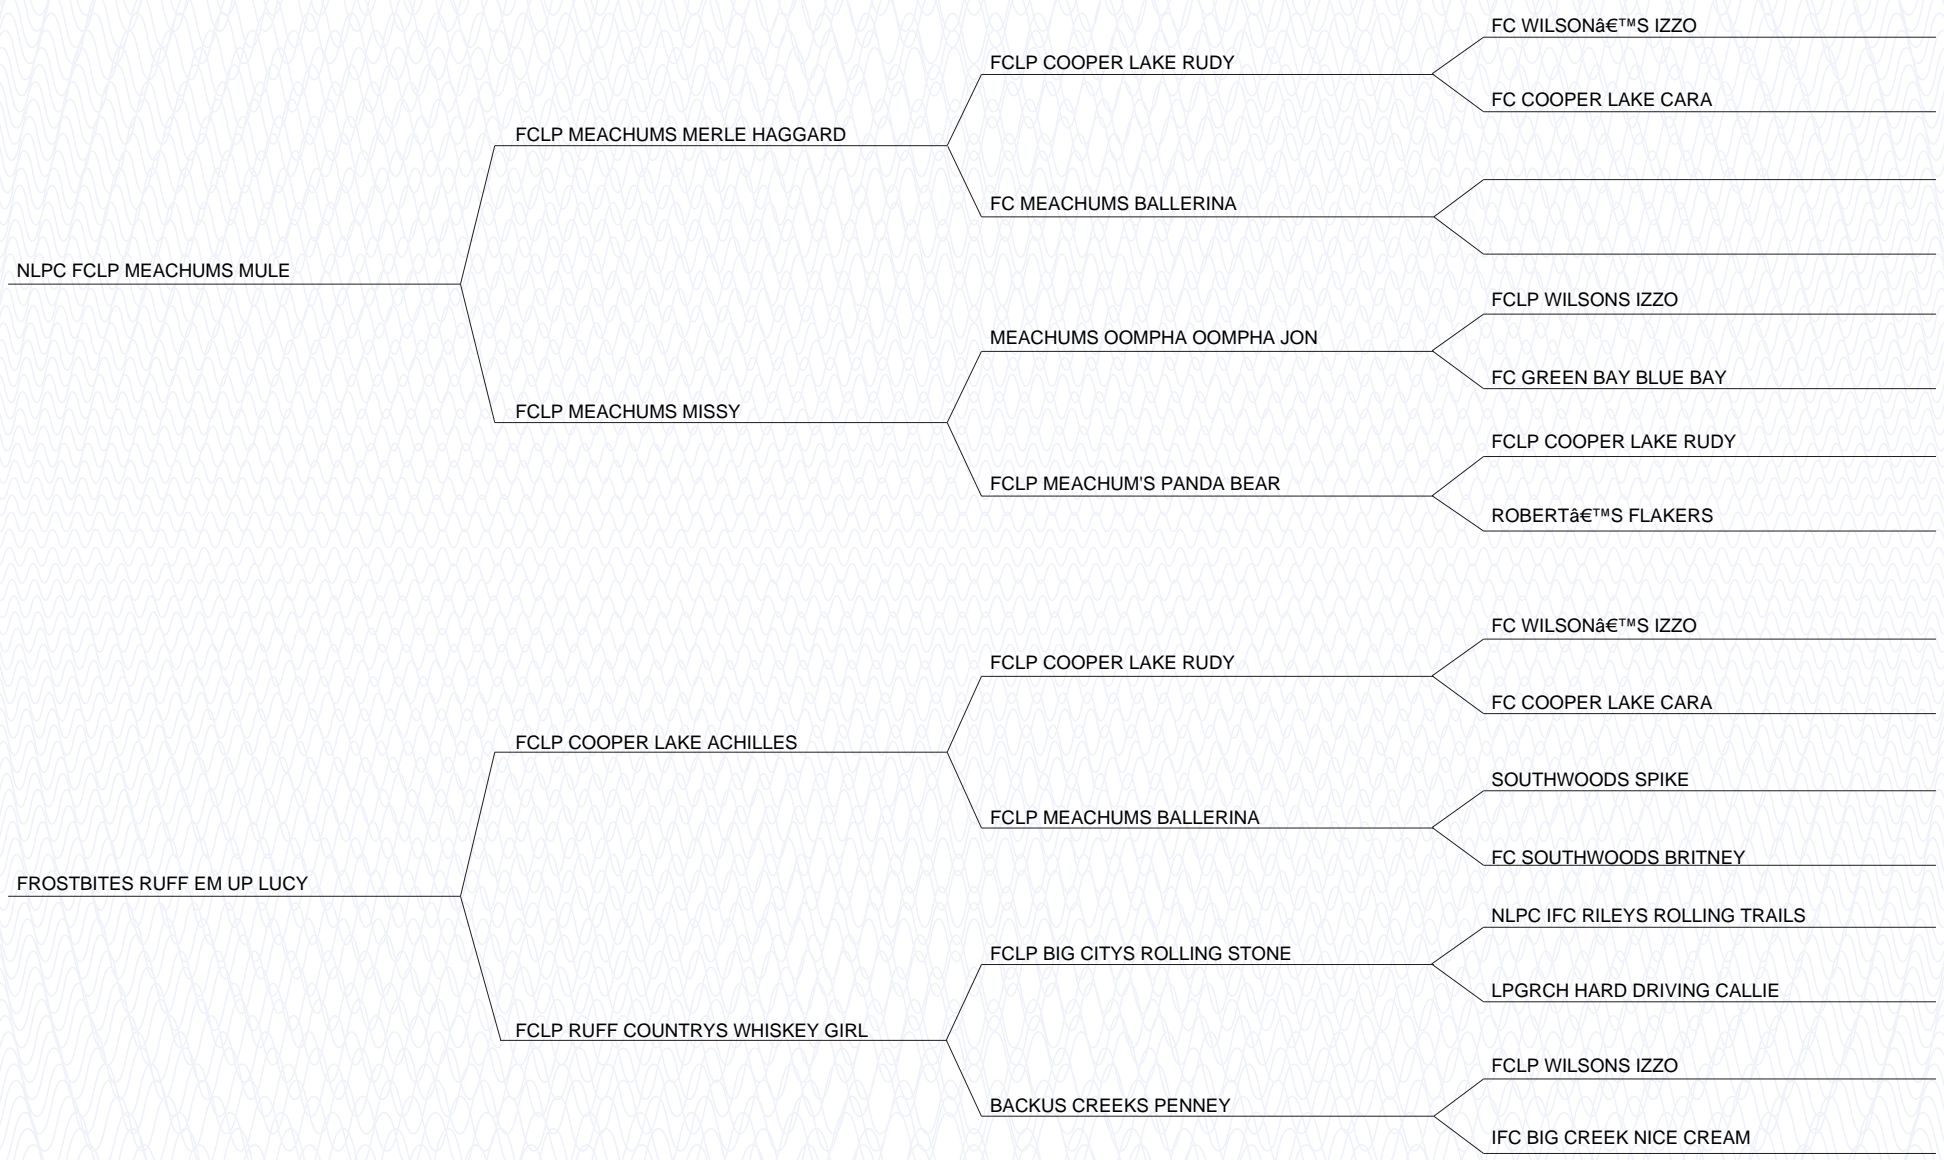 FC WILSONâ€™S IZZO
FCLP COOPER LAKE RUDY
FC COOPER LAKE CARA
FCLP MEACHUMS MERLE HAGGARD
FC MEACHUMS BALLERINA
NLPC FCLP MEACHUMS MULE
FCLP WILSONS IZZO
MEACHUMS OOMPHA OOMPHA JON
FC GREEN BAY BLUE BAY
FCLP MEACHUMS MISSY
FCLP COOPER LAKE RUDY
FCLP MEACHUM'S PANDA BEAR
ROBERTâ€™S FLAKERS
FC WILSONâ€™S IZZO
FCLP COOPER LAKE RUDY
FC COOPER LAKE CARA
FCLP COOPER LAKE ACHILLES
SOUTHWOODS SPIKE
FCLP MEACHUMS BALLERINA
FC SOUTHWOODS BRITNEY
FROSTBITES RUFF EM UP LUCY
NLPC IFC RILEYS ROLLING TRAILS
FCLP BIG CITYS ROLLING STONE
LPGRCH HARD DRIVING CALLIE
FCLP RUFF COUNTRYS WHISKEY GIRL
FCLP WILSONS IZZO
BACKUS CREEKS PENNEY
IFC BIG CREEK NICE CREAM